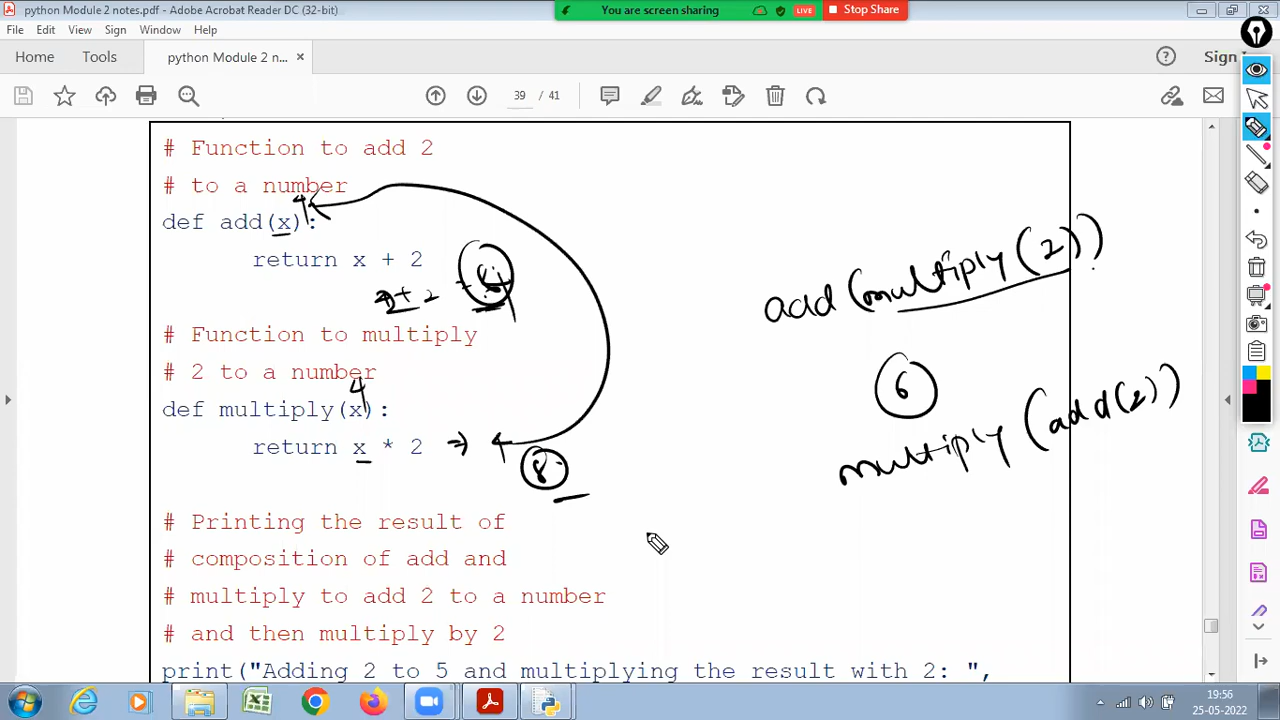 python Module 2 notes.pdf - Adobe Acrobat Reader DC (32-bit)
You are screen sharing
LIVE
Stop Share
File Edit View Sign Window Help
Home Tools python Module 2 n... ×
Sign
39 / 41
# Function to add 2
# to a number
4
def add(x):
return x + 2
+ 2
# Function to multiply
# 2 to a number
4
def multiply(x):
return x * 2 ⇒
8
add (multiply (2))
6
multiply (add(2))
# Printing the result of
# composition of add and
# multiply to add 2 to a number
# and then multiply by 2
print("Adding 2 to 5 and multiplying the result with 2: ",
19:56
25-05-2022